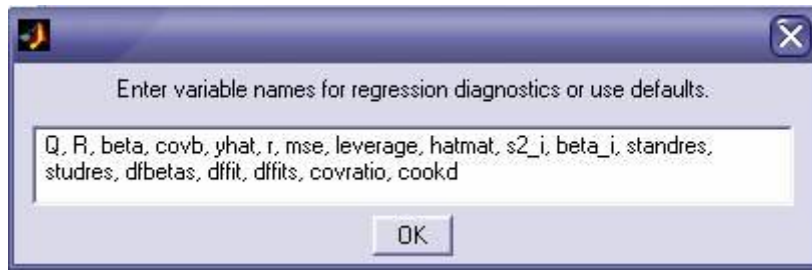 Enter variable names for regression diagnostics or use defaults.
Q, R, beta, covb, yhat, r, mse, leverage, hatmat, s2_i, beta_i, standres,
studres, dfbetas, dffit, dffits, covratio, cookd
OK